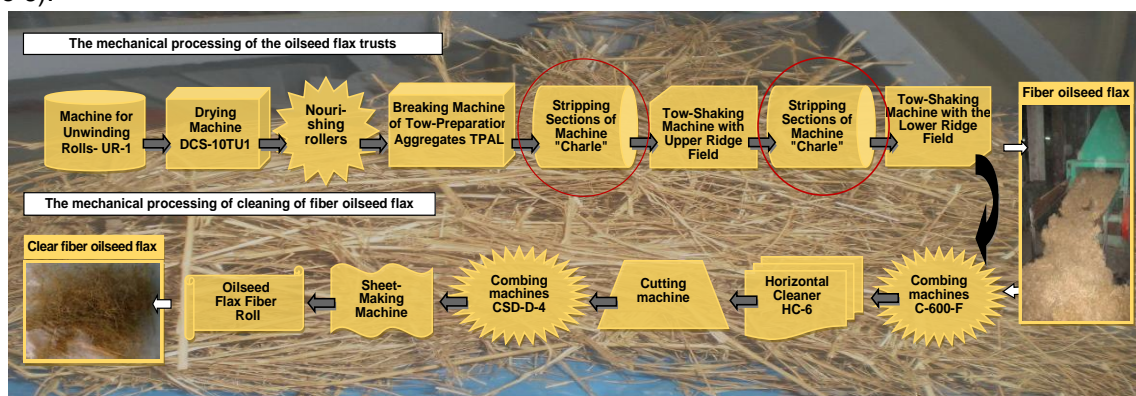 The mechanical processing of the oilseed flax trusts
Machine for
Unwinding
Rolls- UR-1
Drying
Machine
DCS-10TU1
Nouri-
shing
rollers
Breaking Machine
of Tow-Preparation
Aggregates TPAL
Stripping
Sections of
Machine
"Charle"
Tow-Shaking
Machine with
Upper Ridge
Field
Stripping
Sections of
Machine
"Charle"
Tow-Shaking
Machine with the
Lower Ridge
Field
Fiber oilseed flax
The mechanical processing of cleaning of fiber oilseed flax
Clear fiber oilseed flax
Oilseed
Flax Fiber
Roll
Sheet-
Making
Machine
Combing
machines
CSD-D-4
Cutting
machine
Horizontal
Cleaner
HC-6
Combing
machines
C-600-F